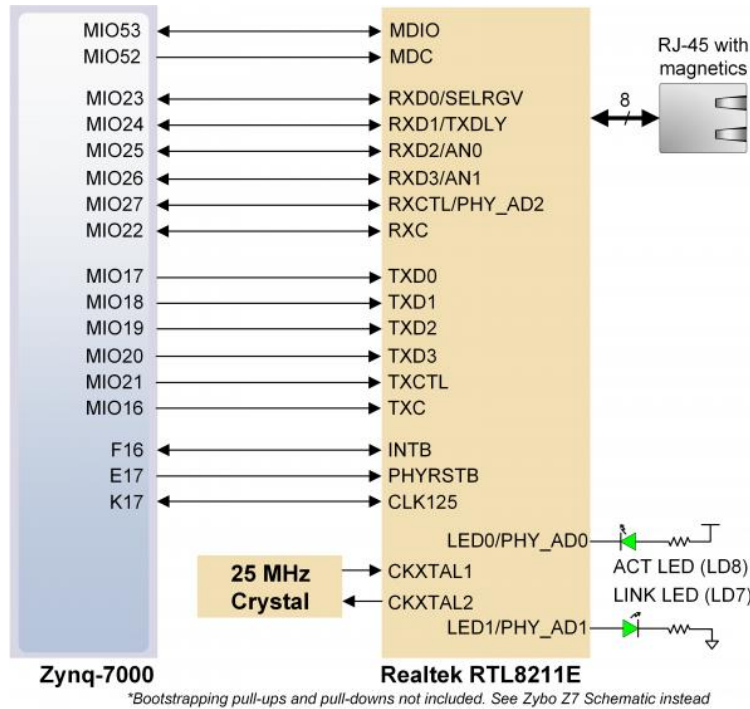 MIO53 MDIO
MIO52 MDC
RJ-45 with
magnetics
MIO23 RXD0/SELRGV
MIO24 RXD1/TXDLY
8
MIO25 RXD2/AN0
MIO26 RXD3/AN1
MIO27 RXCTL/PHY_AD2
MIO22 RXC
MIO17 TXD0
MIO18 TXD1
MIO19 TXD2
MIO20 TXD3
MIO21 TXCTL
MIO16 TXC
F16 INTB
E17 PHYRSTB
K17 CLK125
LED0/PHY_AD0
ACT LED (LD8)
25 MHz
Crystal
CKXTAL1
CKXTAL2
LINK LED (LD7)
LED1/PHY_AD1
Zynq-7000
Realtek RTL8211E
*Bootstrapping pull-ups and pull-downs not included. See Zybo Z7 Schematic instead